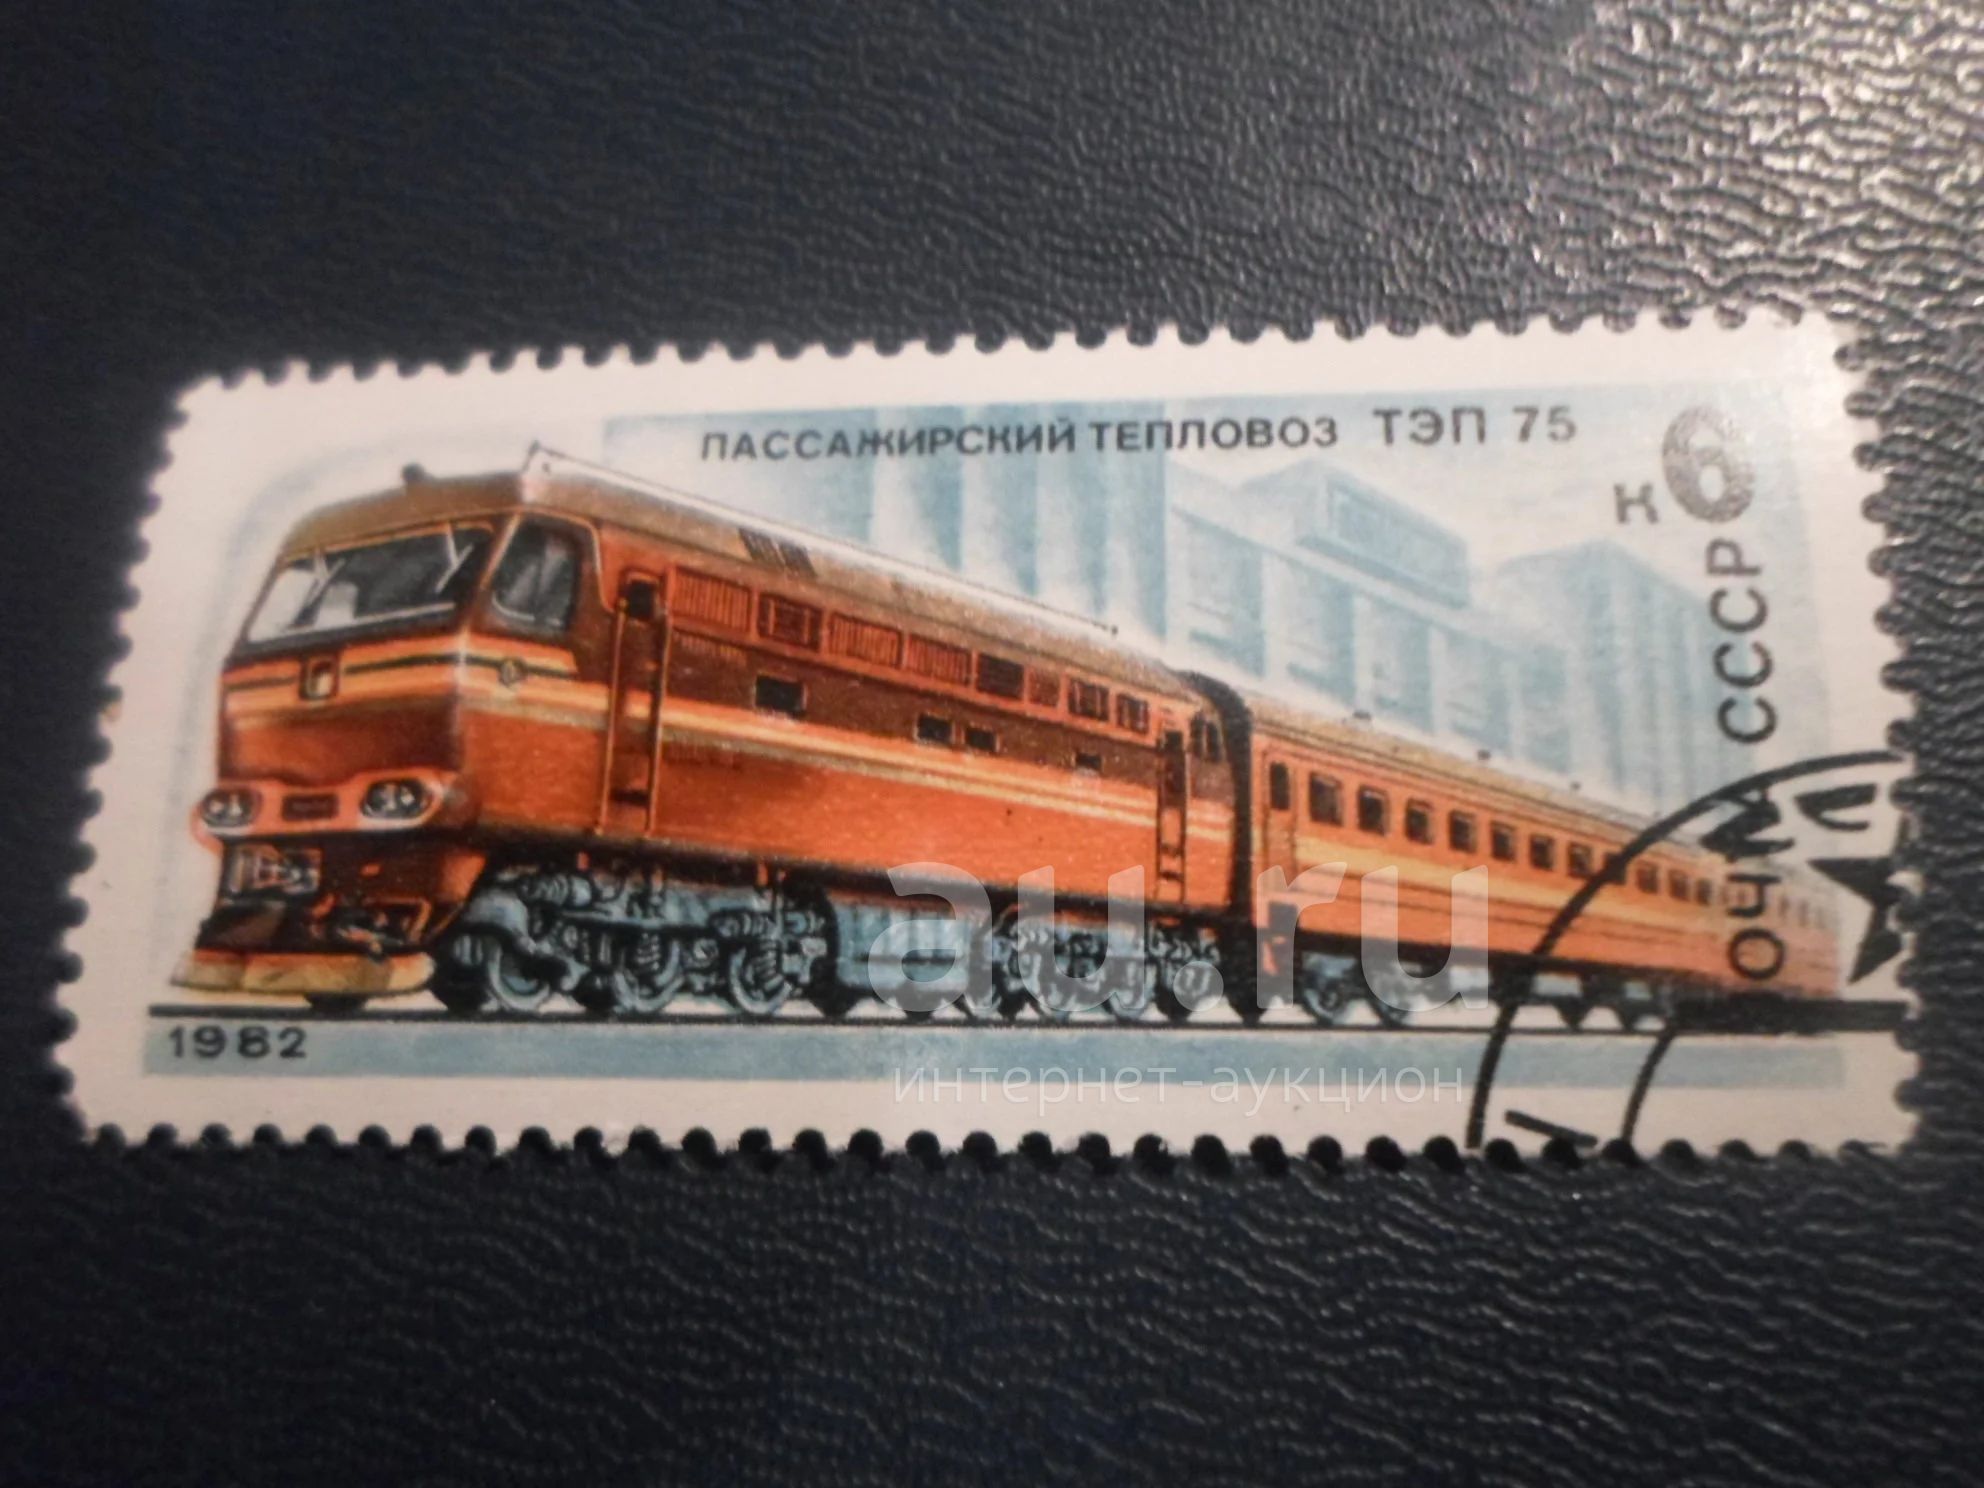 ПАССАЖИРСКИЙ ТЕПЛОВОЗ ТЭП 75
6 к
СССР
1982
au.ru
интернет-аукцион